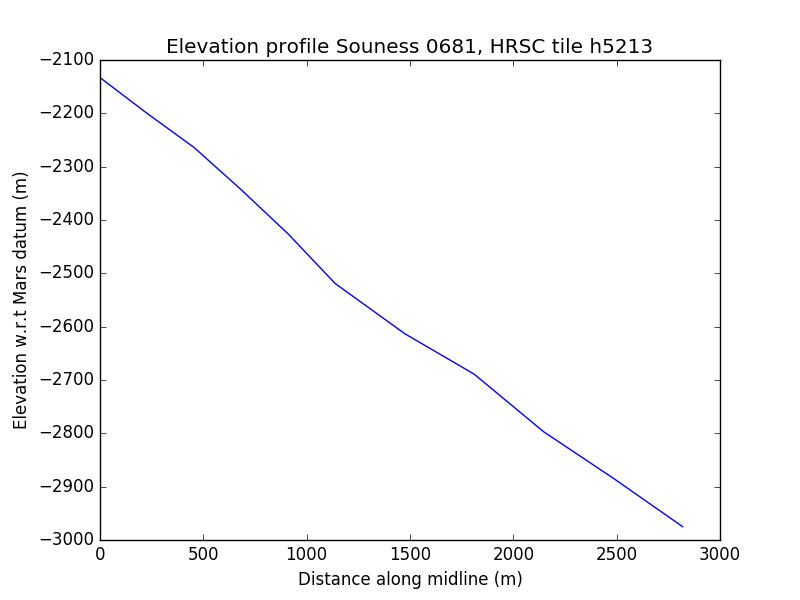 Elevation profile Souness 0681, HRSC tile h5213
−2100
−2200
−2300
−2400
−2500
−2600
−2700
−2800
−2900
−3000
Elevation w.r.t Mars datum (m)
0 500 1000 1500 2000 2500 3000
Distance along midline (m)